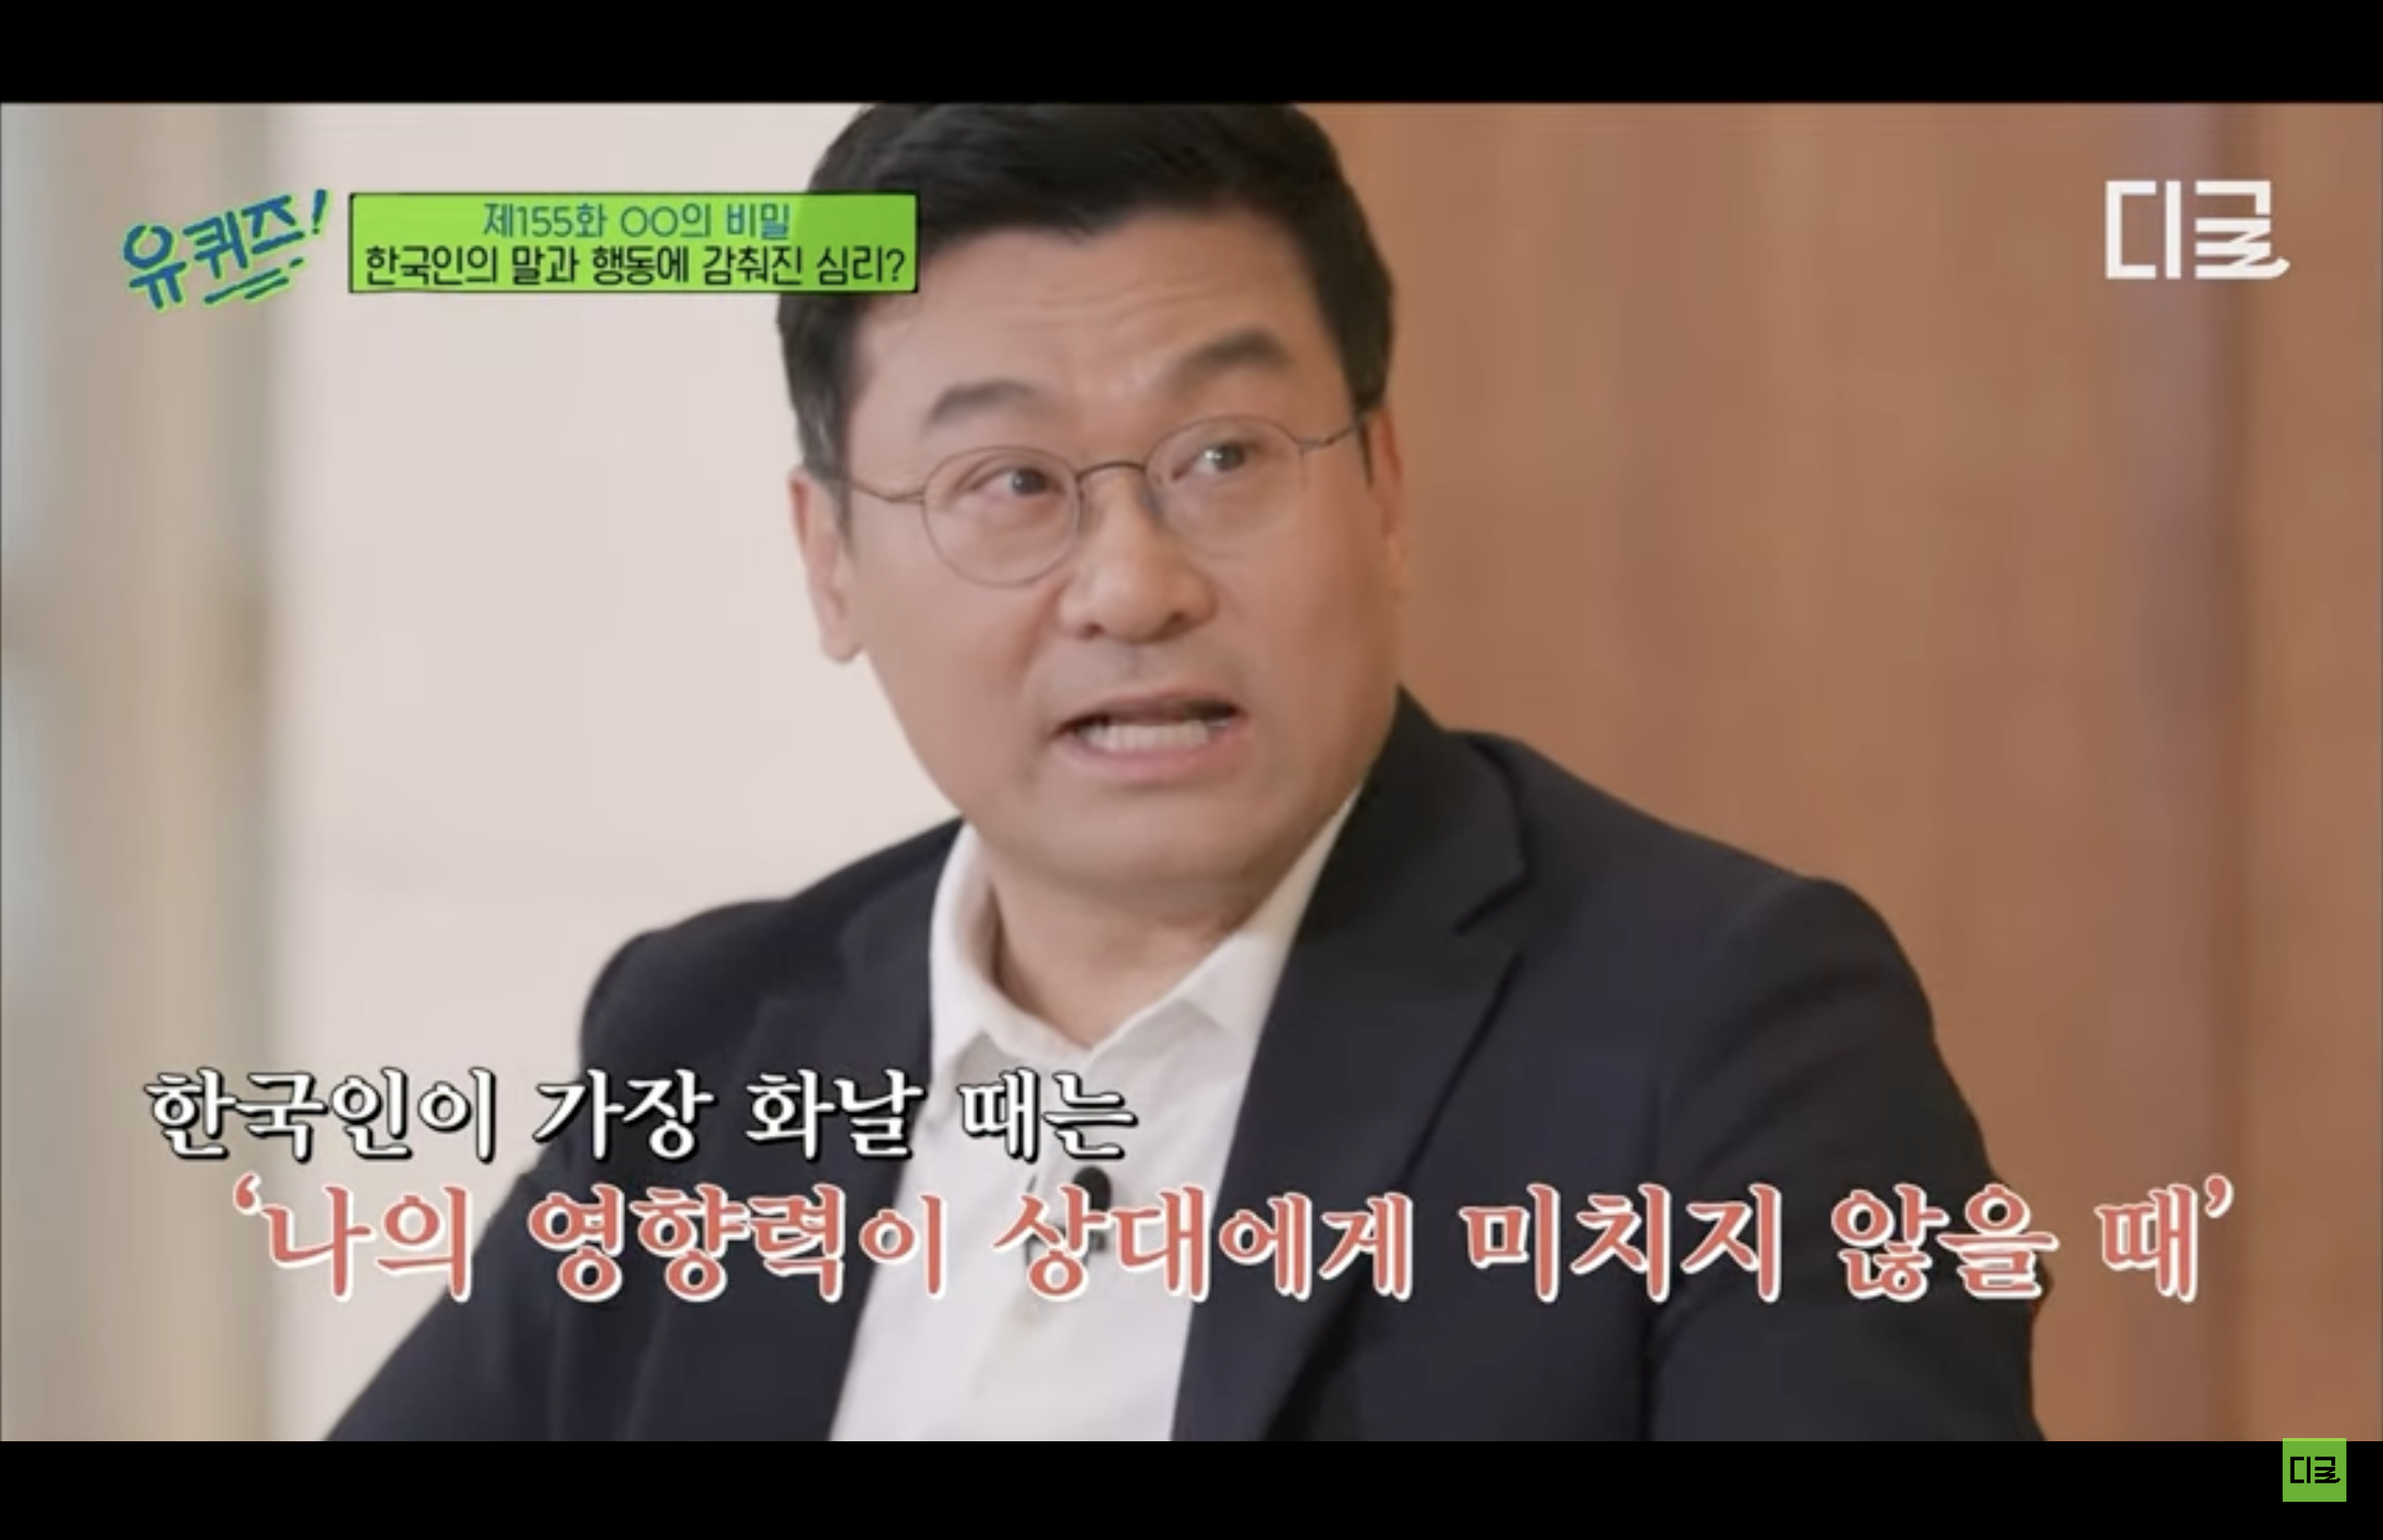 유퀴즈!
제155화 OO의 비밀
한국인의 말과 행동에 감춰진 심리?
디글
한국인이 가장 화날 때는
‘나의 영향력이 상대에게 미치지 않을 때’
디글